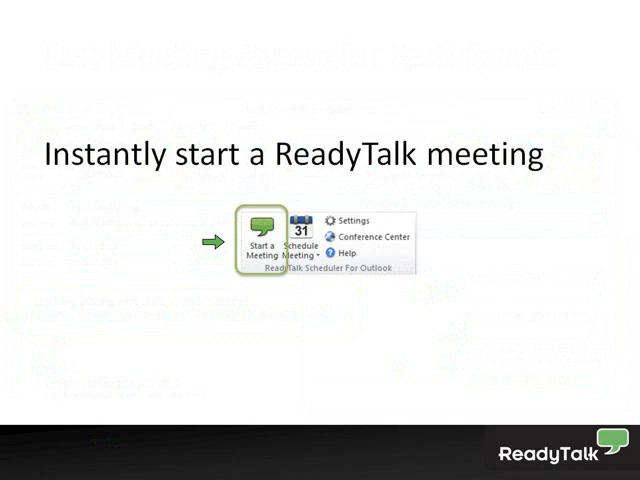 Instantly start a ReadyTalk meeting
Start a
Meeting
31
Schedule
Meeting
Settings
Conference Center
Help
ReadyTalk Scheduler For Outlook
ReadyTalk